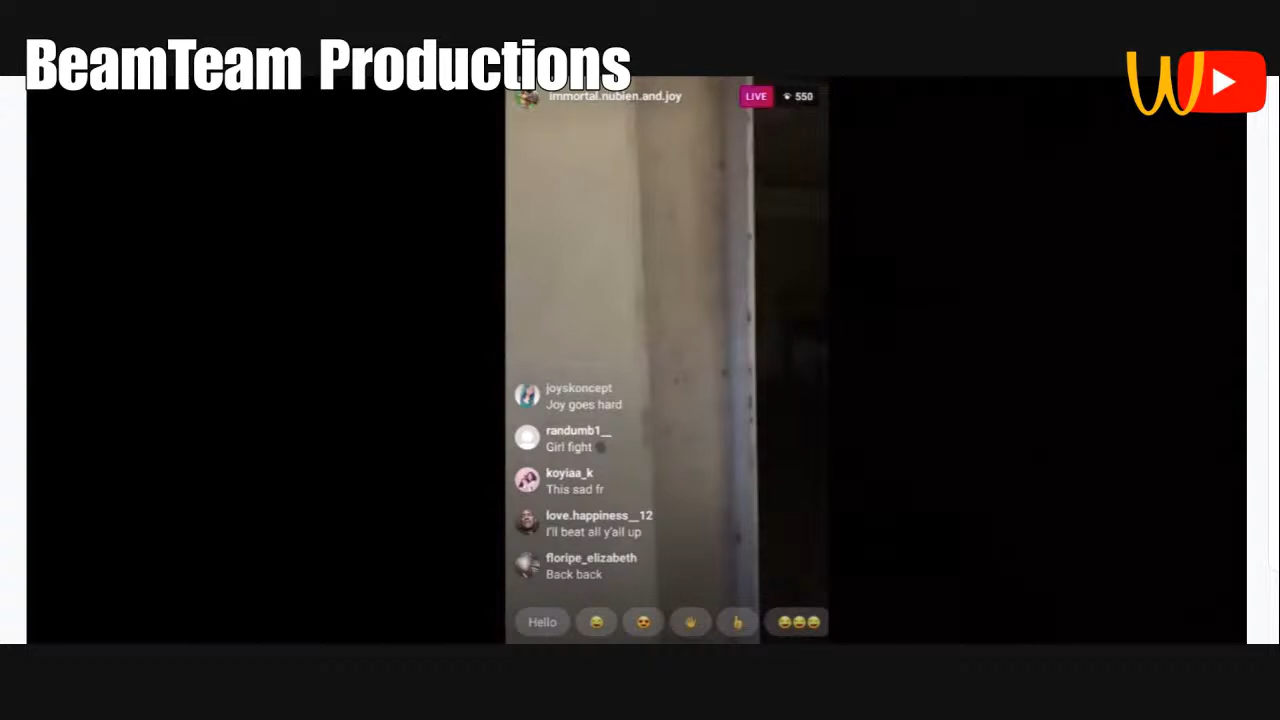 BeamTeam Productions
W
immortal.nubien.and.joy
LIVE
550
joyskoncept
Joy goes hard
randumb1__
Girl fight
koyiaa_k
This sad fr
love.happiness__12
I'll beat all y'all up
floripe_elizabeth
Back back
Hello